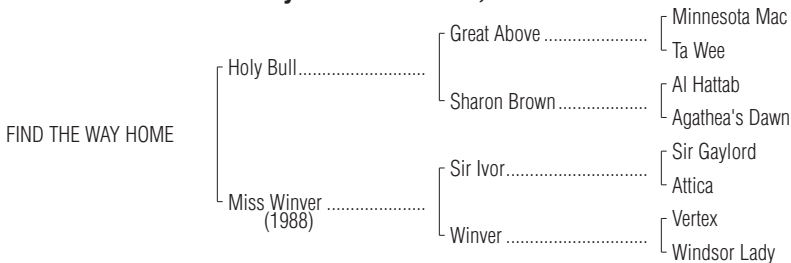 Minnesota Mac
Great Above ......................
Ta Wee
Holy Bull...........................
Al Hattab
Sharon Brown...................
Agathea's Dawn
FIND THE WAY HOME
Sir Gaylord
Sir Ivor..............................
Attica
Miss Winver .....................
(1988)
Vertex
Winver ..............................
Windsor Lady